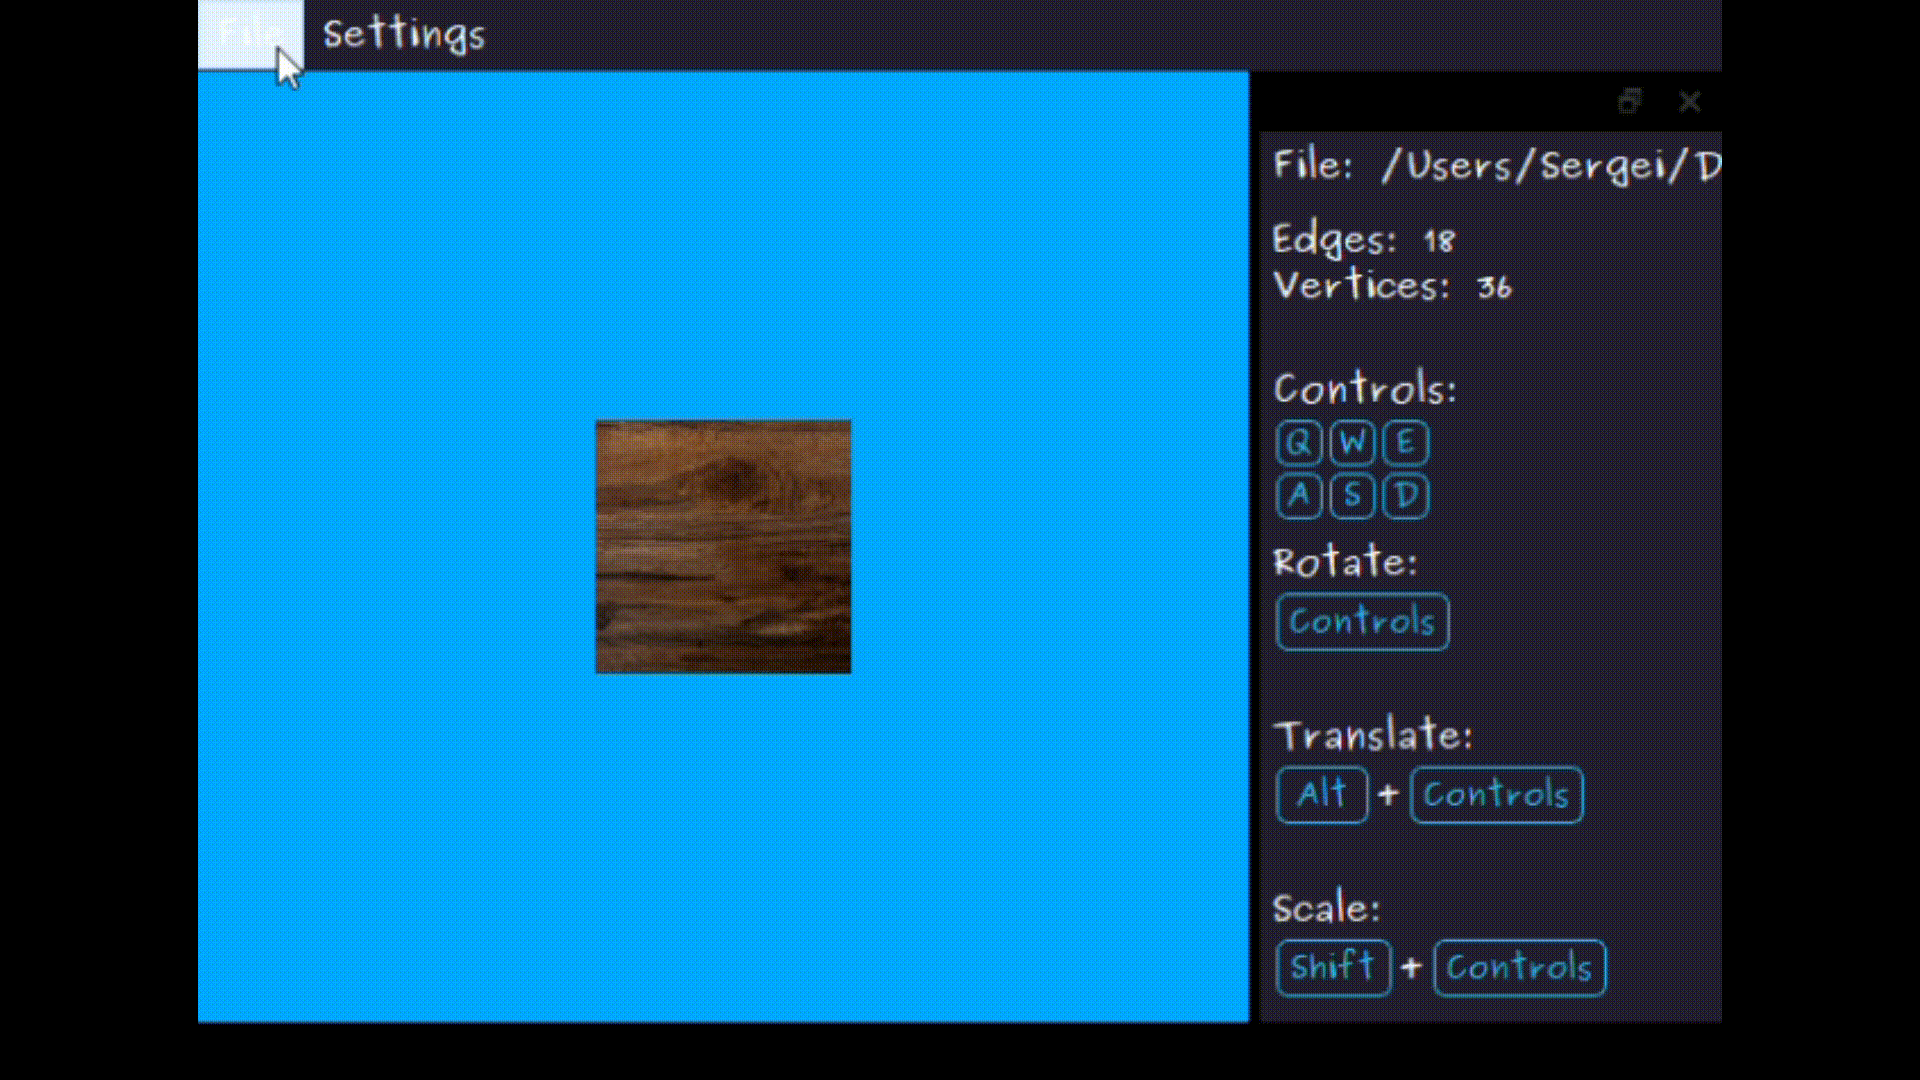 File Settings
File: /Users/Sergei/D
Edges: 18
Vertices: 36
Controls:
Q W E
A S D
Rotate:
Controls
Translate:
Alt + Controls
Scale:
Shift + Controls